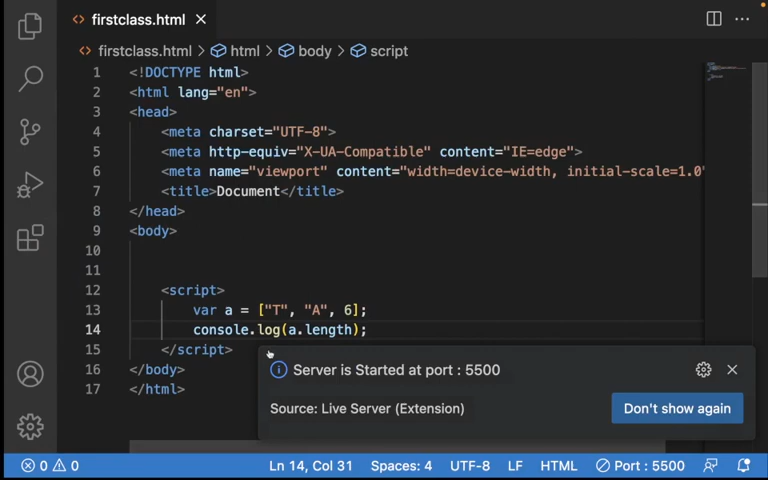 firstclass.html
firstclass.html > html > body > script
1 <!DOCTYPE html>
2 <html lang="en">
3 <head>
4 <meta charset="UTF-8">
5 <meta http-equiv="X-UA-Compatible" content="IE=edge">
6 <meta name="viewport" content="width=device-width, initial-scale=1.0"
7 <title>Document</title>
8 </head>
9 <body>
10
11
12 <script>
13 var a = ["T", "A", 6];
14 console.log(a.length);
15 </script>
16 </body>
17 </html>
Server is Started at port : 5500
Source: Live Server (Extension)
Don't show again
0 0 Ln 14, Col 31 Spaces: 4 UTF-8 LF HTML Port : 5500